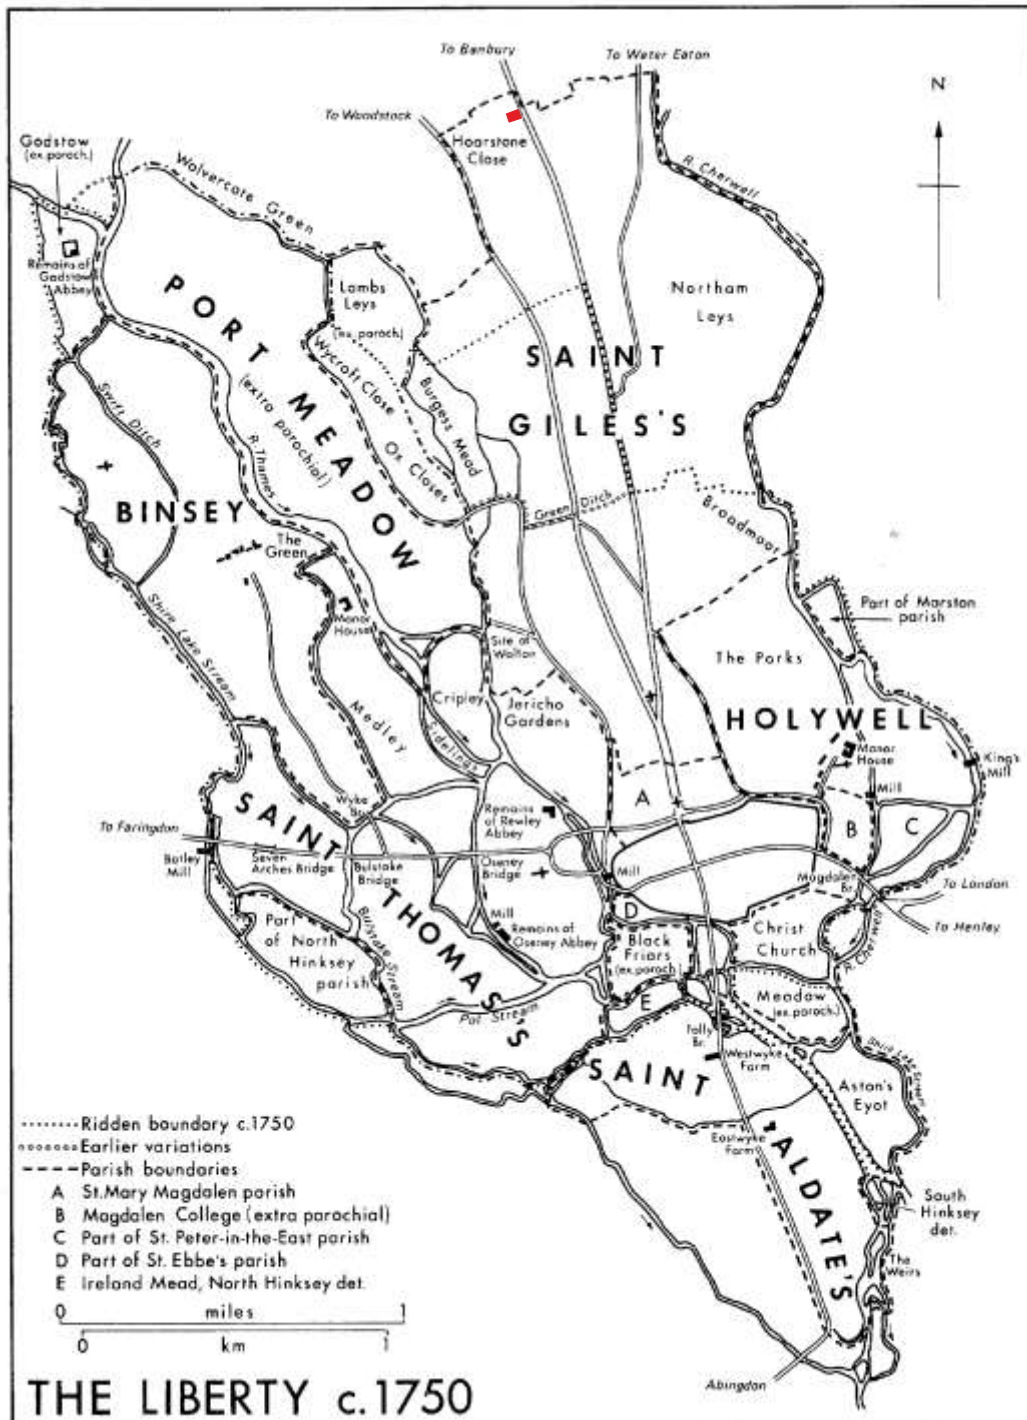 To Banbury
To Water Eaton
To Woodstock
N
Hoarstone
Close
Godstow
(ex. paroch.)
Wolvercote Green
R. Cherwell
Remains of
Godstow
Abbey
Lambs
Leys
(ex. paroch.)
Northam
Leys
PORT MEADOW
(extra parochial)
SAINT
GILES'S
Wycroft Close
Burgess Mead
Ox. Closes
Swift Ditch
R. Thames
BINSEY
The
Green
Green Ditch
Broadmoor
Manor
House
Shire Lake Stream
Part of Marston
parish
Site of
Walton
The Parks
Medley
Cripley
Sidelings
Jericho
Gardens
HOLYWELL
Manor
House
King's
Mill
Mill
SAINT
THOMAS'S
Wyke
Br.
Remains
of Rewley
Abbey
A
B
C
To Faringdon
Botley
Mill
Seven
Arches Bridge
Bulstake
Bridge
Oseney
Bridge
Mill
Magdalen
Br.
To London
To Henley
D
Part
of North
Hinksey
parish
Bulstake Stream
Mill
Remains of
Oseney Abbey
Black
Friars
(ex. paroch.)
Christ
Church
R. Cherwell
E
Meadow
(ex. paroch.)
Pot Stream
Folly
Br.
Westwyke
Farm
Shire Lake Stream
SAINT
Aston's
Eyot
Eastwyke
Farm
ALDATE'S
South
Hinksey
det.
The
Weirs
Abingdon
Ridden boundary c.1750
Earlier variations
Parish boundaries
A St. Mary Magdalen parish
B Magdalen College (extra parochial)
C Part of St. Peter-in-the-East parish
D Part of St. Ebbe's parish
E Ireland Mead, North Hinksey det.
0 miles 1
0 km 1
THE LIBERTY c.1750